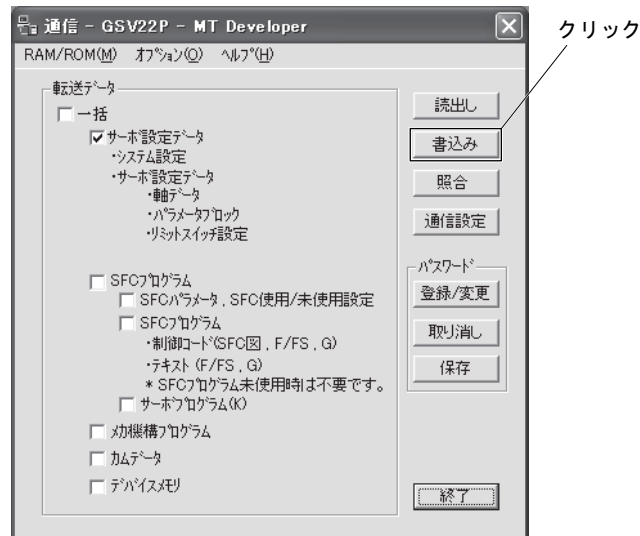 通信 - GSV22P - MT Developer
クリック
RAM/ROM(M) オプション(O) ヘルプ(H)
転送データ
一括
サーボ設定データ
・システム設定
・サーボ設定データ
・軸データ
・パラメータブロック
・リミットスイッチ設定
SFCプログラム
SFCパラメータ , SFC使用/未使用設定
SFCプログラム
・制御コード(SFC図 , F/FS , G)
・テキスト (F/FS , G)
* SFCプログラム未使用時は不要です。
サーボプログラム(K)
メカ機構プログラム
カムデータ
デバイスメモリ
読出し
書込み
照合
通信設定
パスワード
登録/変更
取り消し
保存
終了